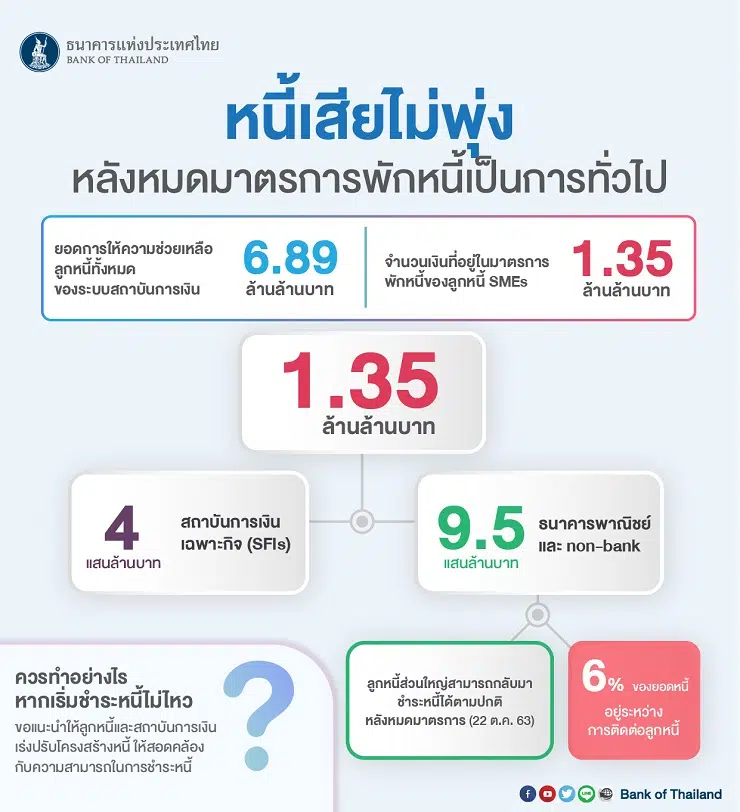 ธนาคารแห่งประเทศไทย
BANK OF THAILAND
หนี้เสียไม่พุ่ง
หลังหมดมาตรการพักหนี้เป็นการทั่วไป
ยอดการให้ความช่วยเหลือ
ลูกหนี้ทั้งหมด
ของระบบสถาบันการเงิน
6.89
ล้านล้านบาท
จำนวนเงินที่อยู่ในมาตรการ
พักหนี้ของลูกหนี้ SMEs
1.35
ล้านล้านบาท
1.35
ล้านล้านบาท
4
แสนล้านบาท
สถาบันการเงิน
เฉพาะกิจ (SFIs)
9.5
แสนล้านบาท
ธนาคารพาณิชย์
และ non-bank
ลูกหนี้ส่วนใหญ่สามารถกลับมา
ชำระหนี้ได้ตามปกติ
หลังหมดมาตรการ (22 ต.ค. 63)
6% ของยอดหนี้
อยู่ระหว่าง
การติดต่อลูกหนี้
ควรทำอย่างไร
หากเริ่มชำระหนี้ไม่ไหว
?
ขอแนะนำให้ลูกหนี้และสถาบันการเงิน
เร่งปรับโครงสร้างหนี้ ให้สอดคล้อง
กับความสามารถในการชำระหนี้
Bank of Thailand